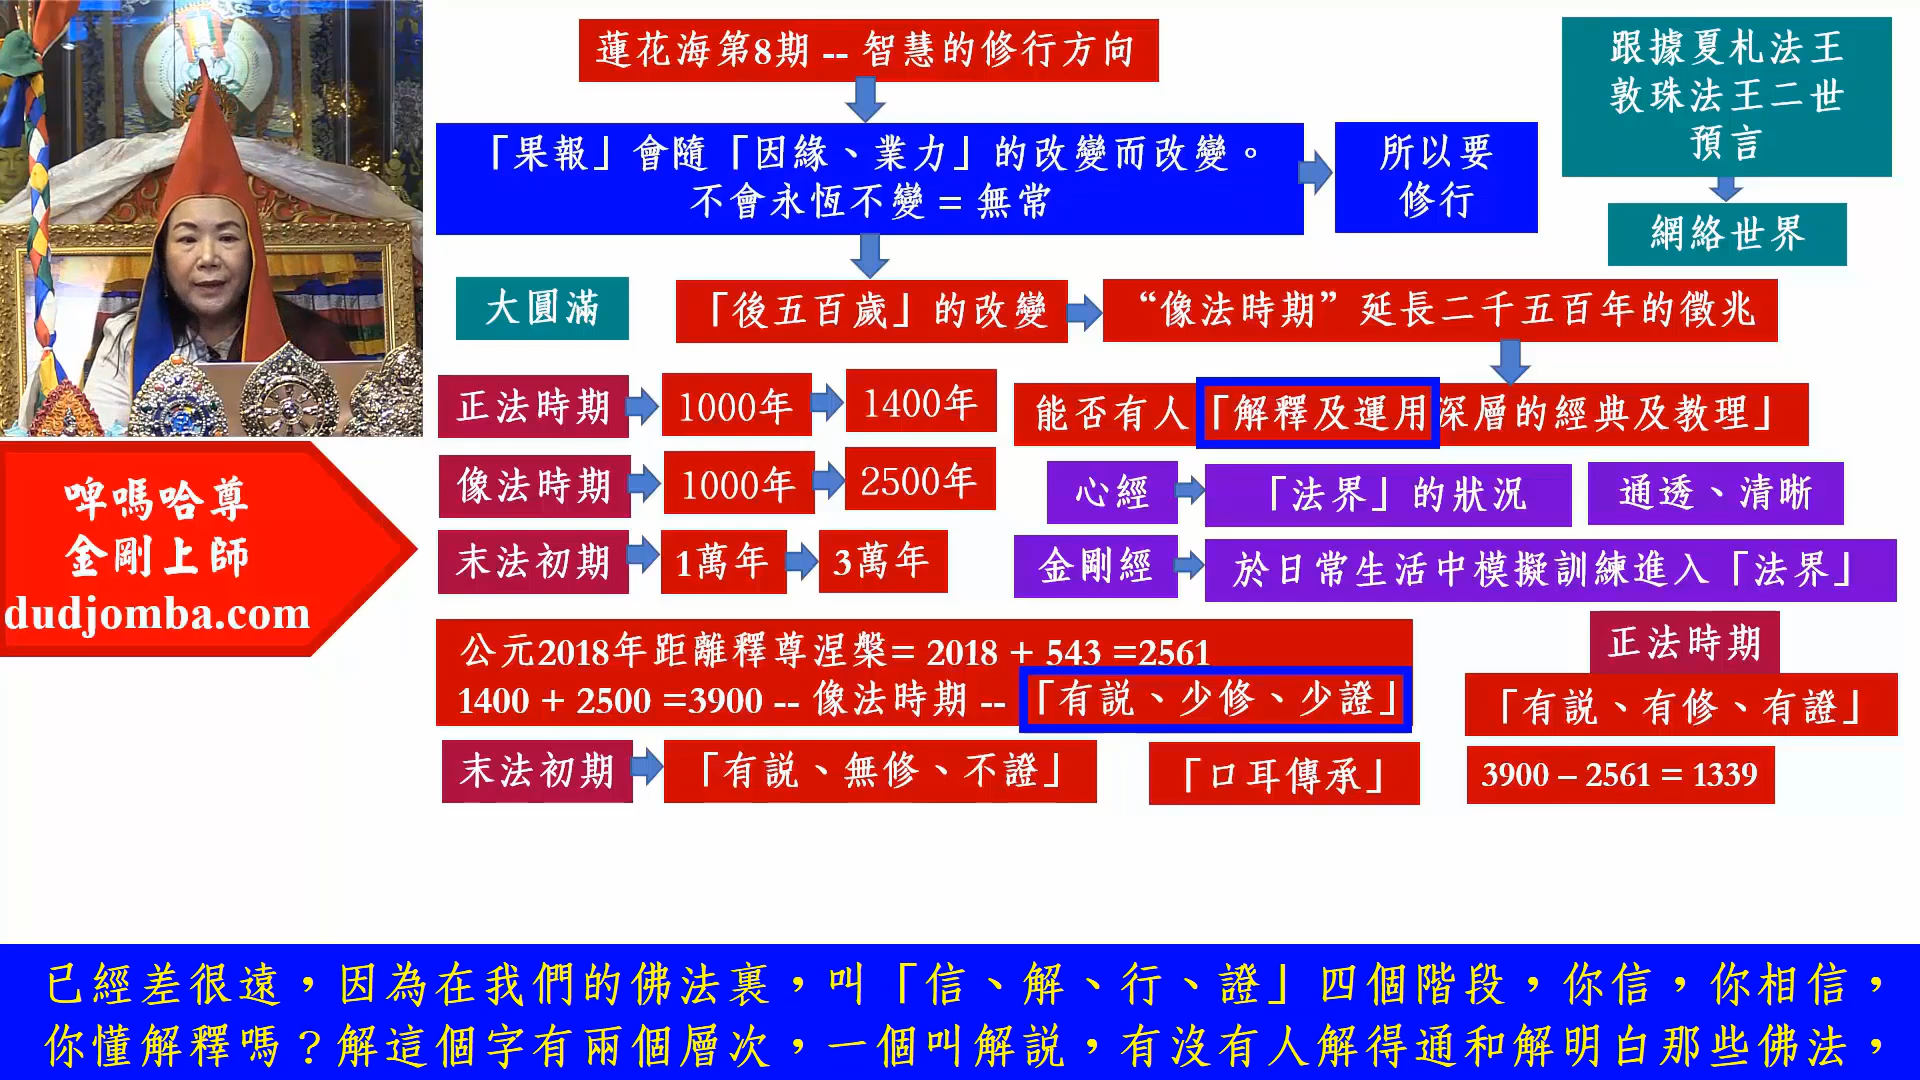 蓮花海第8期 -- 智慧的修行方向
跟據夏札法王
敦珠法王二世
預言
網絡世界
「果報」會隨「因緣、業力」的改變而改變。
不會永恆不變 = 無常
所以要
修行
大圓滿
「後五百歲」的改變
“像法時期”延長二千五百年的徵兆
正法時期
1000年
1400年
能否有人「解釋及運用深層的經典及教理」
像法時期
1000年
2500年
心經
「法界」的狀況
通透、清晰
末法初期
1萬年
3萬年
金剛經
於日常生活中模擬訓練進入「法界」
啤嗎哈尊
金剛上師
dudjomba.com
公元2018年距離釋尊涅槃= 2018 + 543 =2561
1400 + 2500 =3900 -- 像法時期 --「有説、少修、少證」
正法時期
「有説、有修、有證」
末法初期
「有説、無修、不證」
「口耳傳承」
3900 – 2561 = 1339
已經差很遠，因為在我們的佛法裏，叫「信、解、行、證」四個階段，你信，你相信，
你懂解釋嗎？解這個字有兩個層次，一個叫解説，有沒有人解得通和解明白那些佛法，